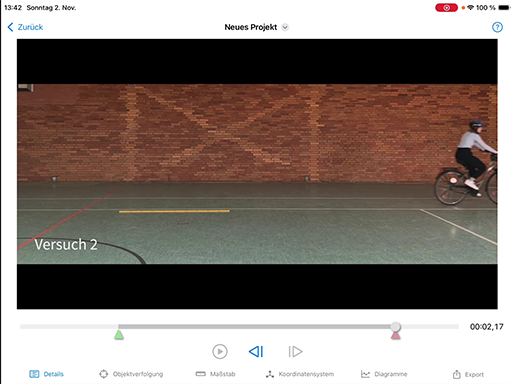 13:42 Sonntag 2. Nov.
100 %
Zurück
Neues Projekt
?
Versuch 2
00:02,17
Details
Objektverfolgung
Maßstab
Koordinatensystem
Diagramme
Export